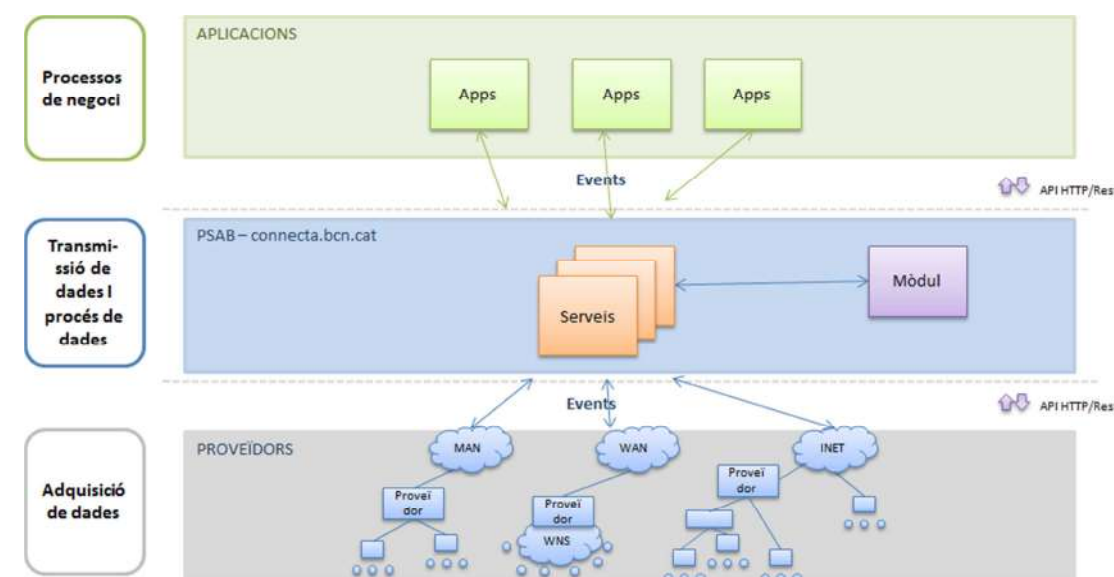 Processos
de negoci
APLICACIONS
Apps
Apps
Apps
Events
API HTTP/Res
Transmi-
ssió de
dades I
procés de
dades
PSAB – connecta.bcn.cat
Serveis
Mòdul
Events
API HTTP/Res
Adquisició
de dades
PROVEÏDORS
MAN
WAN
INET
Proveï
dor
Proveï
dor
WNS
Proveï
dor